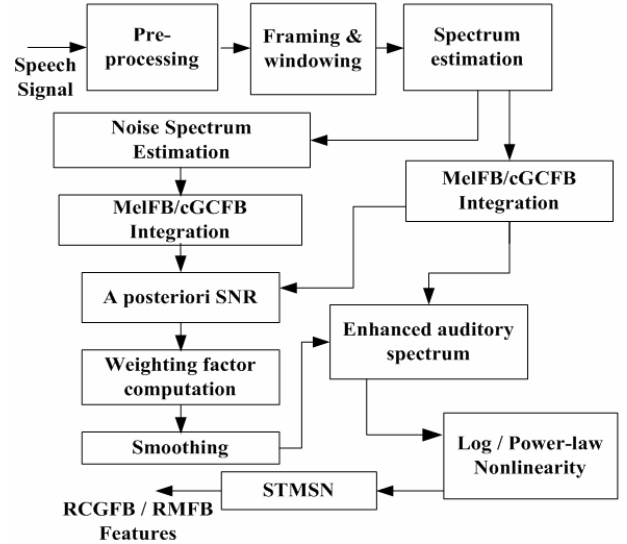 Speech
Signal
Pre-
processing
Framing &
windowing
Spectrum
estimation
Noise Spectrum
Estimation
MelFB/cGCFB
Integration
MelFB/cGCFB
Integration
A posteriori SNR
Enhanced auditory
spectrum
Weighting factor
computation
Smoothing
Log / Power-law
Nonlinearity
STMSN
RCGFB / RMFB
Features